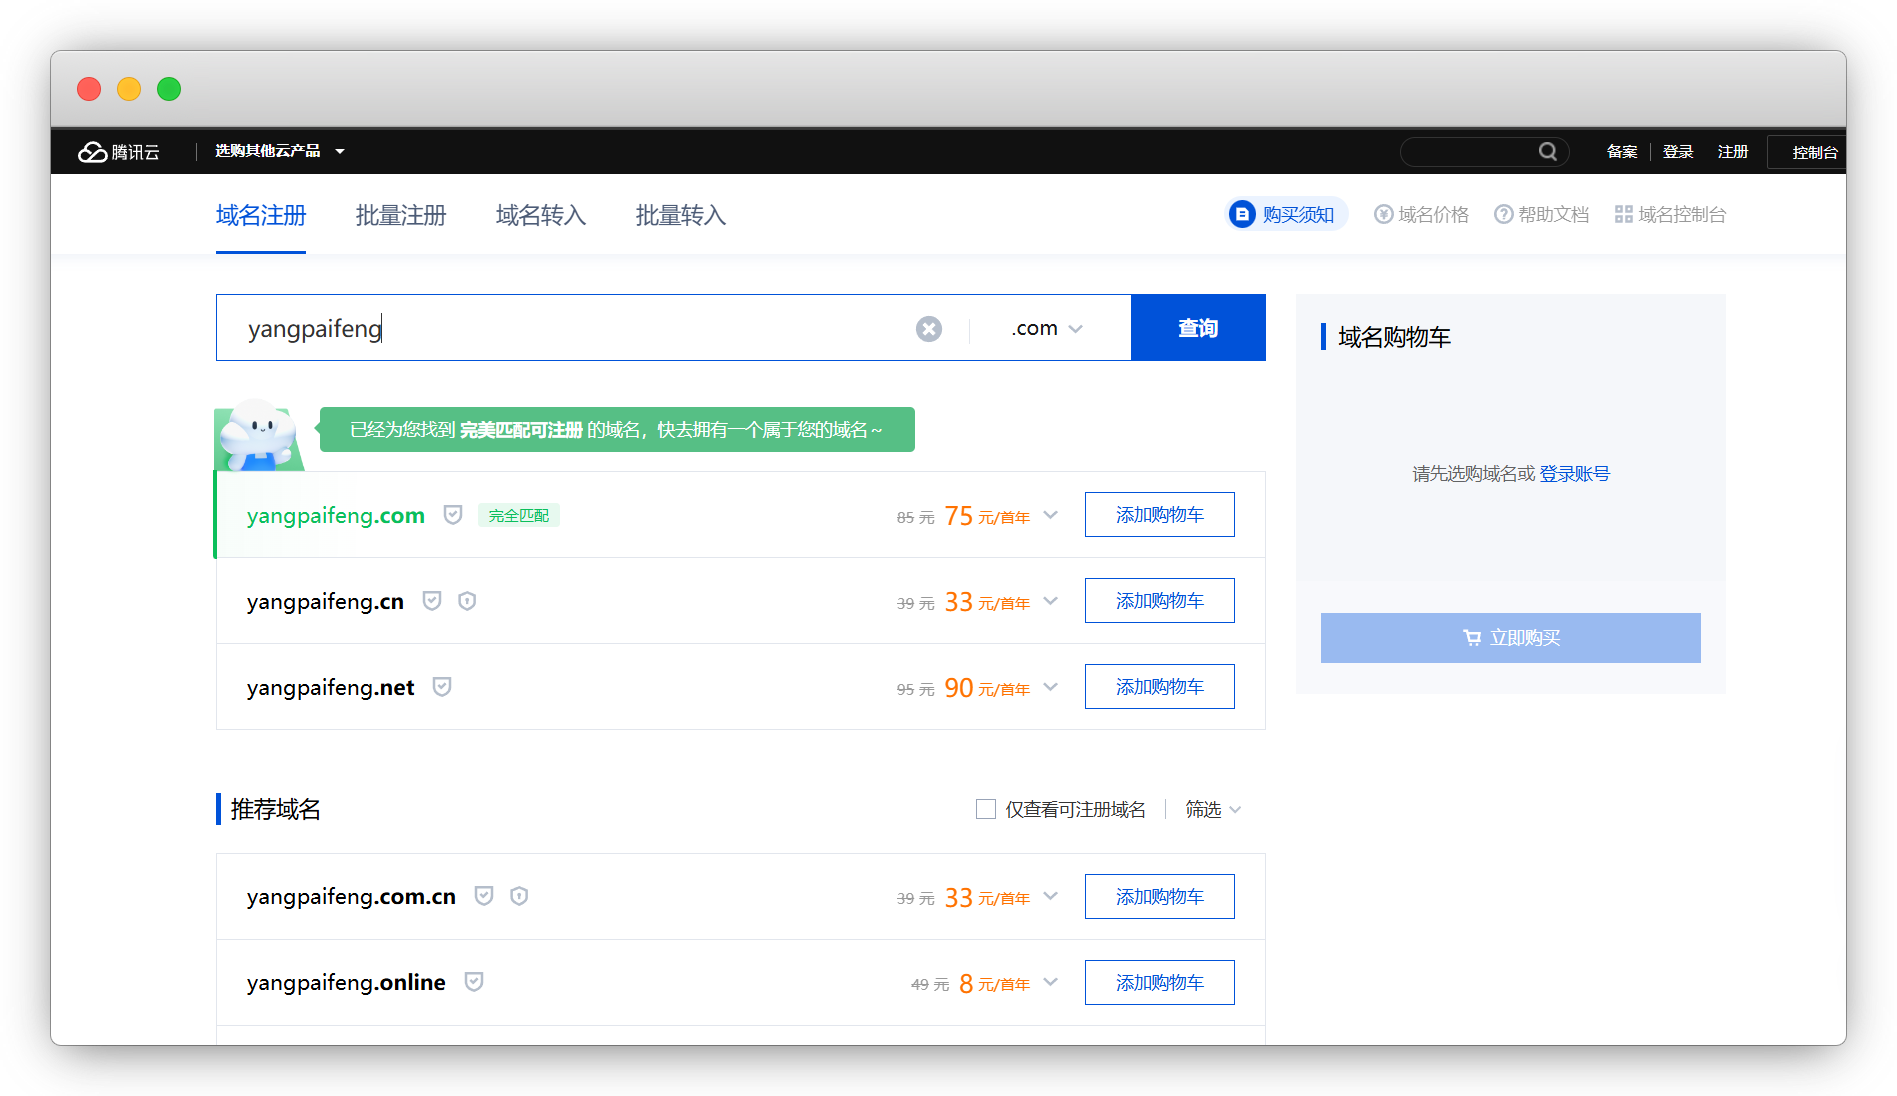 腾讯云 选购其他云产品 备案 登录 注册 控制台
域名注册 批量注册 域名转入 批量转入 购买须知 域名价格 帮助文档 域名控制台
yangpaifeng .com 查询
域名购物车
已经为您找到 完美匹配可注册 的域名，快去拥有一个属于您的域名~
请先选购域名或 登录账号
yangpaifeng.com 完全匹配 85 元 75 元/首年 添加购物车
yangpaifeng.cn 39 元 33 元/首年 添加购物车
立即购买
yangpaifeng.net 95 元 90 元/首年 添加购物车
推荐域名 仅查看可注册域名 筛选
yangpaifeng.com.cn 39 元 33 元/首年 添加购物车
yangpaifeng.online 49 元 8 元/首年 添加购物车